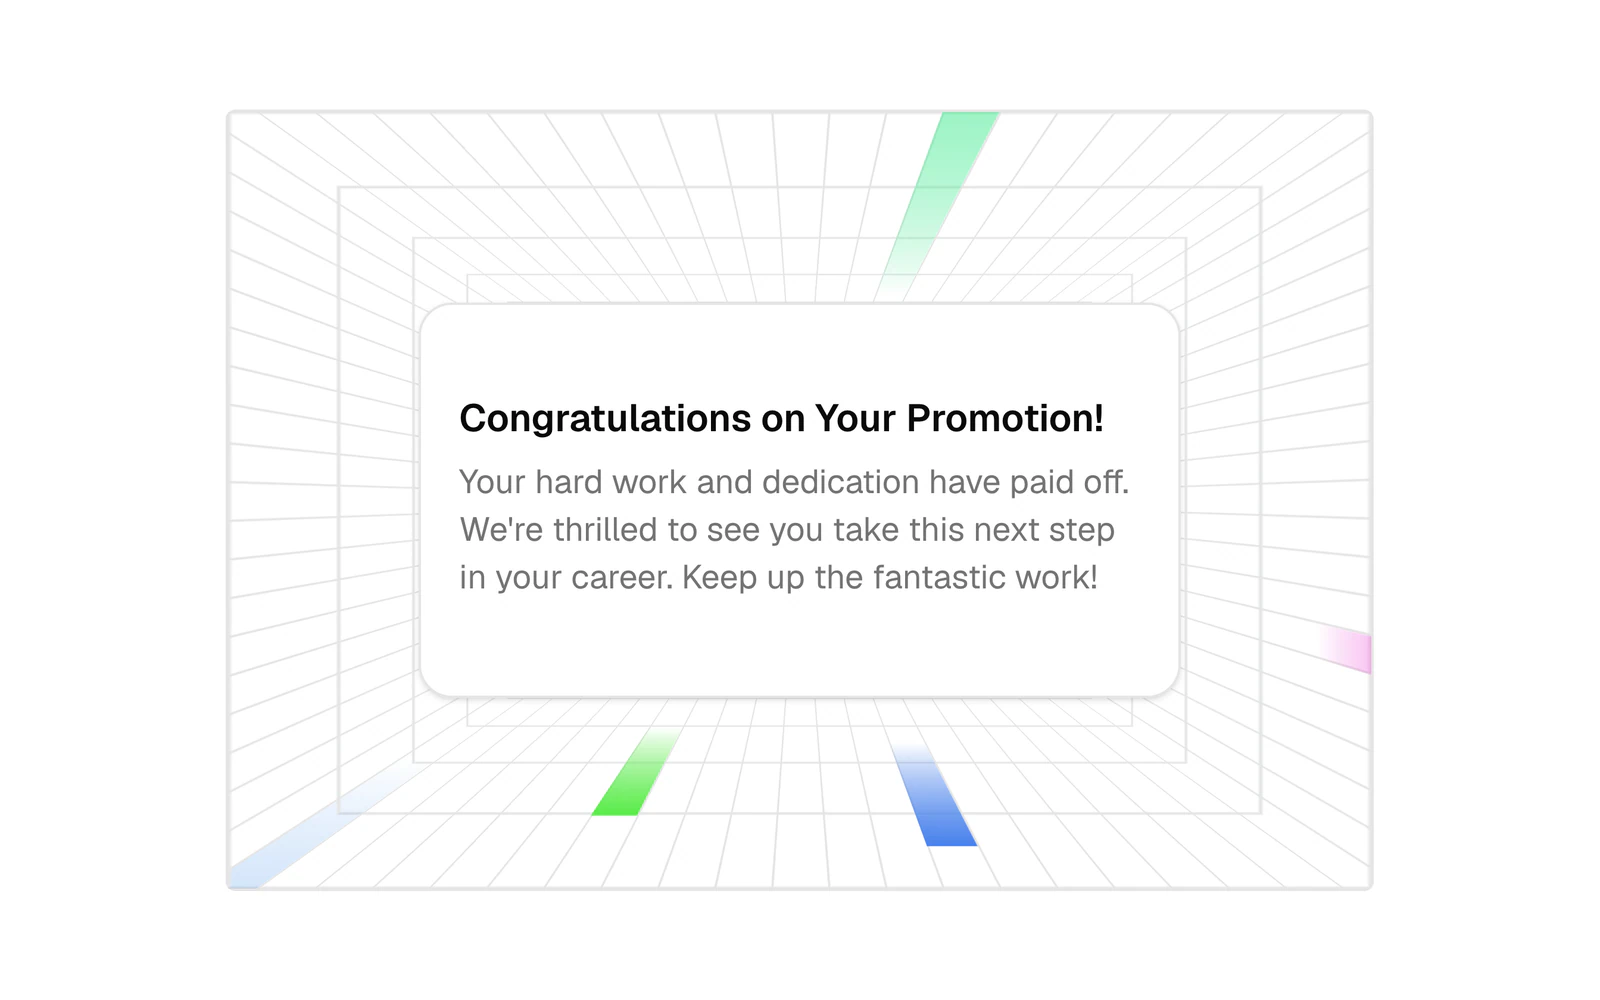 Congratulations on Your Promotion!
Your hard work and dedication have paid off.
We're thrilled to see you take this next step
in your career. Keep up the fantastic work!